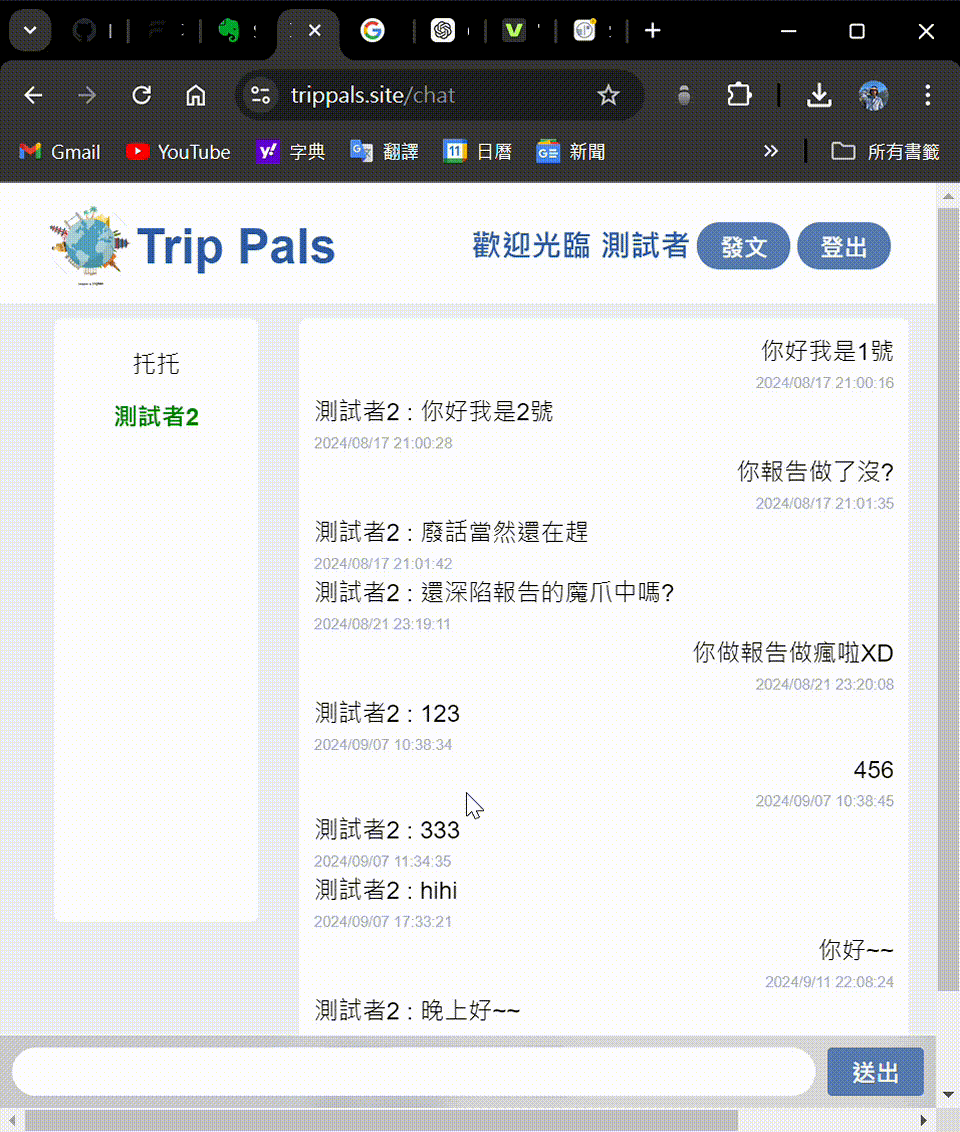 trippals.site/chat
Gmail YouTube 字典 翻譯 11 日曆 新聞 » 所有書籤
Trip Pals
歡迎光臨 測試者 發文 登出
托托
測試者2
你好我是1號
2024/08/17 21:00:16
測試者2 : 你好我是2號
2024/08/17 21:00:28
你報告做了沒?
2024/08/17 21:01:35
測試者2 : 廢話當然還在趕
2024/08/17 21:01:42
測試者2 : 還深陷報告的魔爪中嗎?
2024/08/21 23:19:11
你做報告做瘋啦XD
2024/08/21 23:20:08
測試者2 : 123
2024/09/07 10:38:34
456
2024/09/07 10:38:45
測試者2 : 333
2024/09/07 11:34:35
測試者2 : hihi
2024/09/07 17:33:21
你好~~
2024/9/11 22:08:24
測試者2 : 晚上好~~
送出